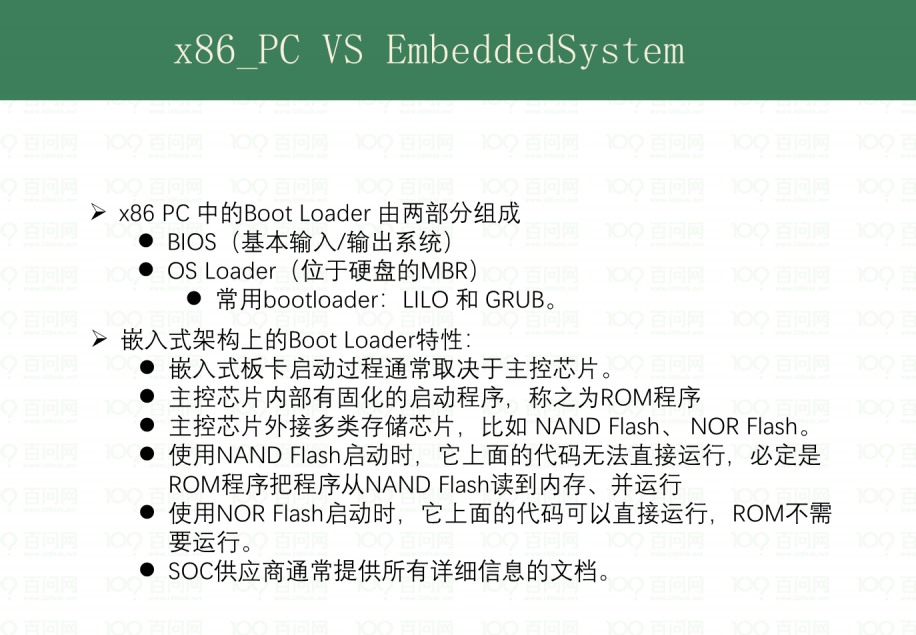 x86_PC VS EmbeddedSystem
➢ x86 PC 中的Boot Loader 由两部分组成
● BIOS（基本输入/输出系统）
● OS Loader（位于硬盘的MBR）
● 常用bootloader：LILO 和 GRUB。
➢ 嵌入式架构上的Boot Loader特性：
● 嵌入式板卡启动过程通常取决于主控芯片。
● 主控芯片内部有固化的启动程序，称之为ROM程序
● 主控芯片外接多类存储芯片，比如 NAND Flash、 NOR Flash。
● 使用NAND Flash启动时，它上面的代码无法直接运行，必定是
ROM程序把程序从NAND Flash读到内存、并运行
● 使用NOR Flash启动时，它上面的代码可以直接运行，ROM不需
要运行。
● SOC供应商通常提供所有详细信息的文档。